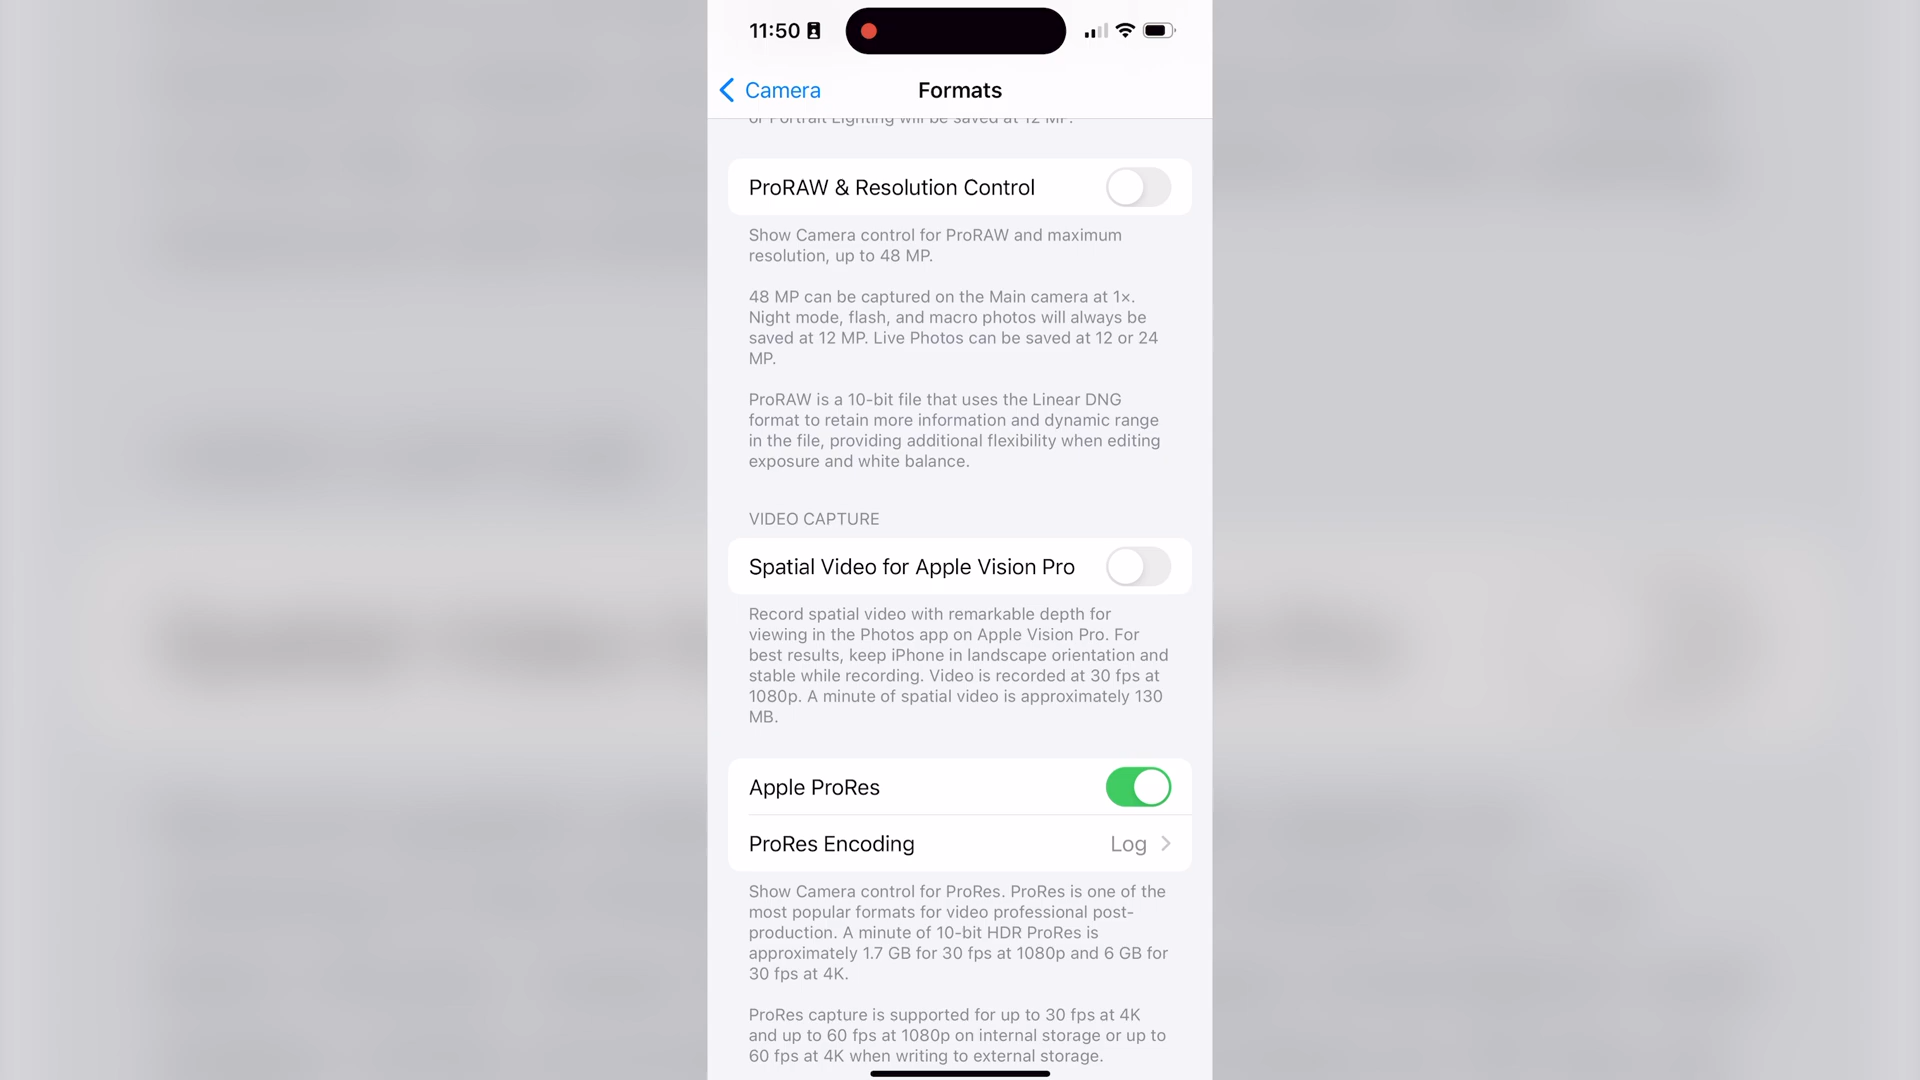 11:50
Camera
Formats
or Portrait Lighting will be saved at 12 MP.
ProRAW & Resolution Control
Show Camera control for ProRAW and maximum
resolution, up to 48 MP.
48 MP can be captured on the Main camera at 1×.
Night mode, flash, and macro photos will always be
saved at 12 MP. Live Photos can be saved at 12 or 24
MP.
ProRAW is a 10-bit file that uses the Linear DNG
format to retain more information and dynamic range
in the file, providing additional flexibility when editing
exposure and white balance.
VIDEO CAPTURE
Spatial Video for Apple Vision Pro
Record spatial video with remarkable depth for
viewing in the Photos app on Apple Vision Pro. For
best results, keep iPhone in landscape orientation and
stable while recording. Video is recorded at 30 fps at
1080p. A minute of spatial video is approximately 130
MB.
Apple ProRes
ProRes Encoding Log
Show Camera control for ProRes. ProRes is one of the
most popular formats for video professional post-
production. A minute of 10-bit HDR ProRes is
approximately 1.7 GB for 30 fps at 1080p and 6 GB for
30 fps at 4K.
ProRes capture is supported for up to 30 fps at 4K
and up to 60 fps at 1080p on internal storage or up to
60 fps at 4K when writing to external storage.